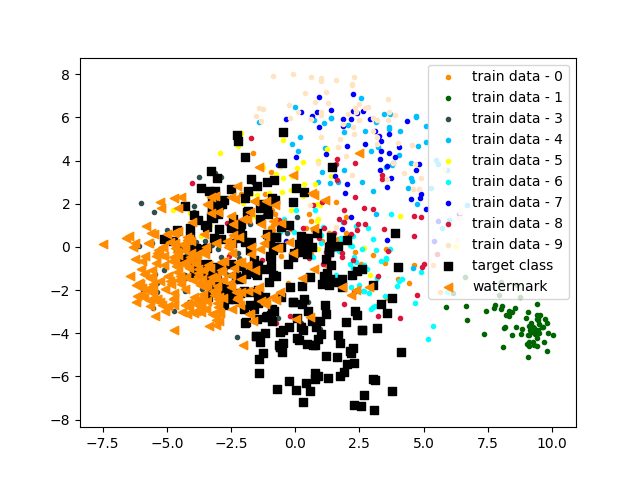 8
6
4
2
0
−2
−4
−6
−8
−7.5 −5.0 −2.5 0.0 2.5 5.0 7.5 10.0
train data - 0
train data - 1
train data - 3
train data - 4
train data - 5
train data - 6
train data - 7
train data - 8
train data - 9
target class
watermark